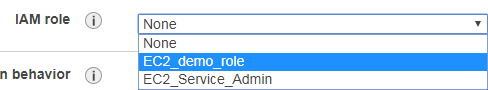 IAM role
None
None
EC2_demo_role
n behavior
EC2_Service_Admin